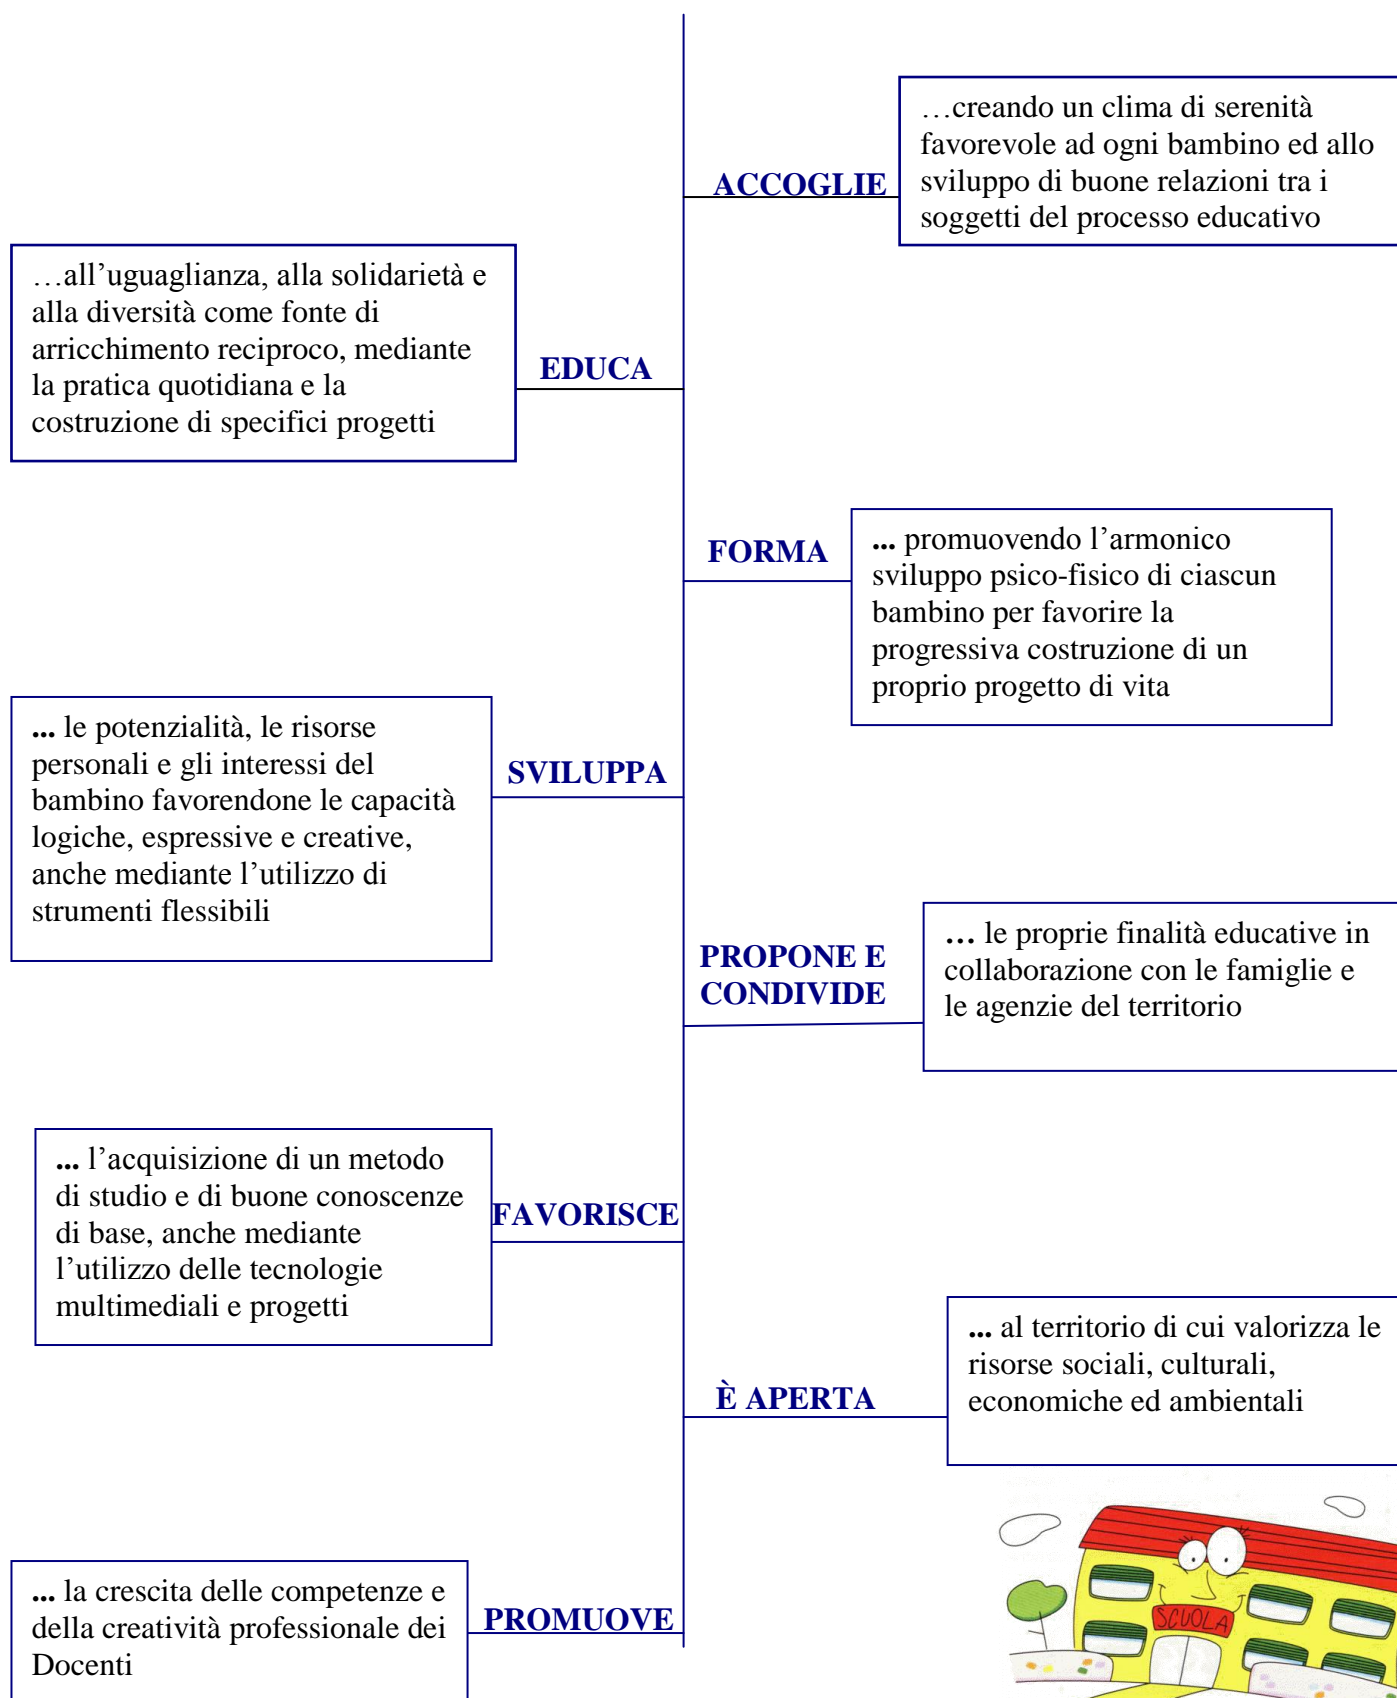 ACCOGLIE
…creando un clima di serenità
favorevole ad ogni bambino ed allo
sviluppo di buone relazioni tra i
soggetti del processo educativo
EDUCA
…all’uguaglianza, alla solidarietà e
alla diversità come fonte di
arricchimento reciproco, mediante
la pratica quotidiana e la
costruzione di specifici progetti
FORMA
... promuovendo l’armonico
sviluppo psico-fisico di ciascun
bambino per favorire la
progressiva costruzione di un
proprio progetto di vita
SVILUPPA
... le potenzialità, le risorse
personali e gli interessi del
bambino favorendone le capacità
logiche, espressive e creative,
anche mediante l’utilizzo di
strumenti flessibili
PROPONE E
CONDIVIDE
… le proprie finalità educative in
collaborazione con le famiglie e
le agenzie del territorio
FAVORISCE
... l’acquisizione di un metodo
di studio e di buone conoscenze
di base, anche mediante
l’utilizzo delle tecnologie
multimediali e progetti
È APERTA
... al territorio di cui valorizza le
risorse sociali, culturali,
economiche ed ambientali
PROMUOVE
... la crescita delle competenze e
della creatività professionale dei
Docenti
SCUOLA